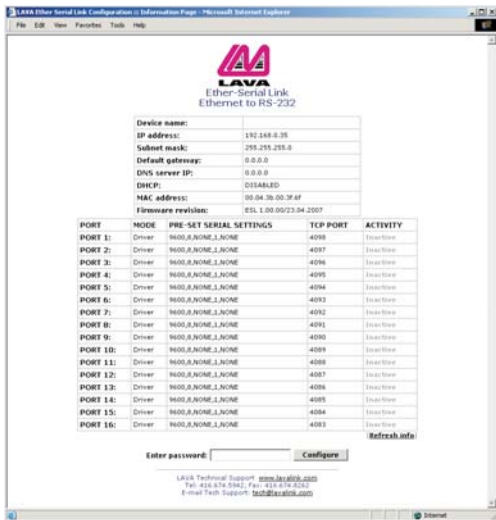 LAVA Ether Serial Link Configuration :: Information Page - Microsoft Internet Explorer
File Edit View Favorites Tools Help
LAVA
Ether-Serial Link
Ethernet to RS-232
Device name:
IP address: 192.168.0.35
Subnet mask: 255.255.255.0
Default gateway: 0.0.0.0
DNS server IP: 0.0.0.0
DHCP: DISABLED
MAC address: 00.04.3b.00.3f.6f
Firmware revision: ESL 1.00.00/23.04.2007
PORT MODE PRE-SET SERIAL SETTINGS TCP PORT ACTIVITY
PORT 1: Driver 9600,8,NONE,1,NONE 4098 Inactive
PORT 2: Driver 9600,8,NONE,1,NONE 4097 Inactive
PORT 3: Driver 9600,8,NONE,1,NONE 4096 Inactive
PORT 4: Driver 9600,8,NONE,1,NONE 4095 Inactive
PORT 5: Driver 9600,8,NONE,1,NONE 4094 Inactive
PORT 6: Driver 9600,8,NONE,1,NONE 4093 Inactive
PORT 7: Driver 9600,8,NONE,1,NONE 4092 Inactive
PORT 8: Driver 9600,8,NONE,1,NONE 4091 Inactive
PORT 9: Driver 9600,8,NONE,1,NONE 4090 Inactive
PORT 10: Driver 9600,8,NONE,1,NONE 4089 Inactive
PORT 11: Driver 9600,8,NONE,1,NONE 4088 Inactive
PORT 12: Driver 9600,8,NONE,1,NONE 4087 Inactive
PORT 13: Driver 9600,8,NONE,1,NONE 4086 Inactive
PORT 14: Driver 9600,8,NONE,1,NONE 4085 Inactive
PORT 15: Driver 9600,8,NONE,1,NONE 4084 Inactive
PORT 16: Driver 9600,8,NONE,1,NONE 4083 Inactive
Refresh info
Enter password: Configure
LAVA Technical Support www.lavalink.com
Tel: 416.674.5942, Fax: 416.674.8262
E-mail Tech Support: tech@lavalink.com
Internet